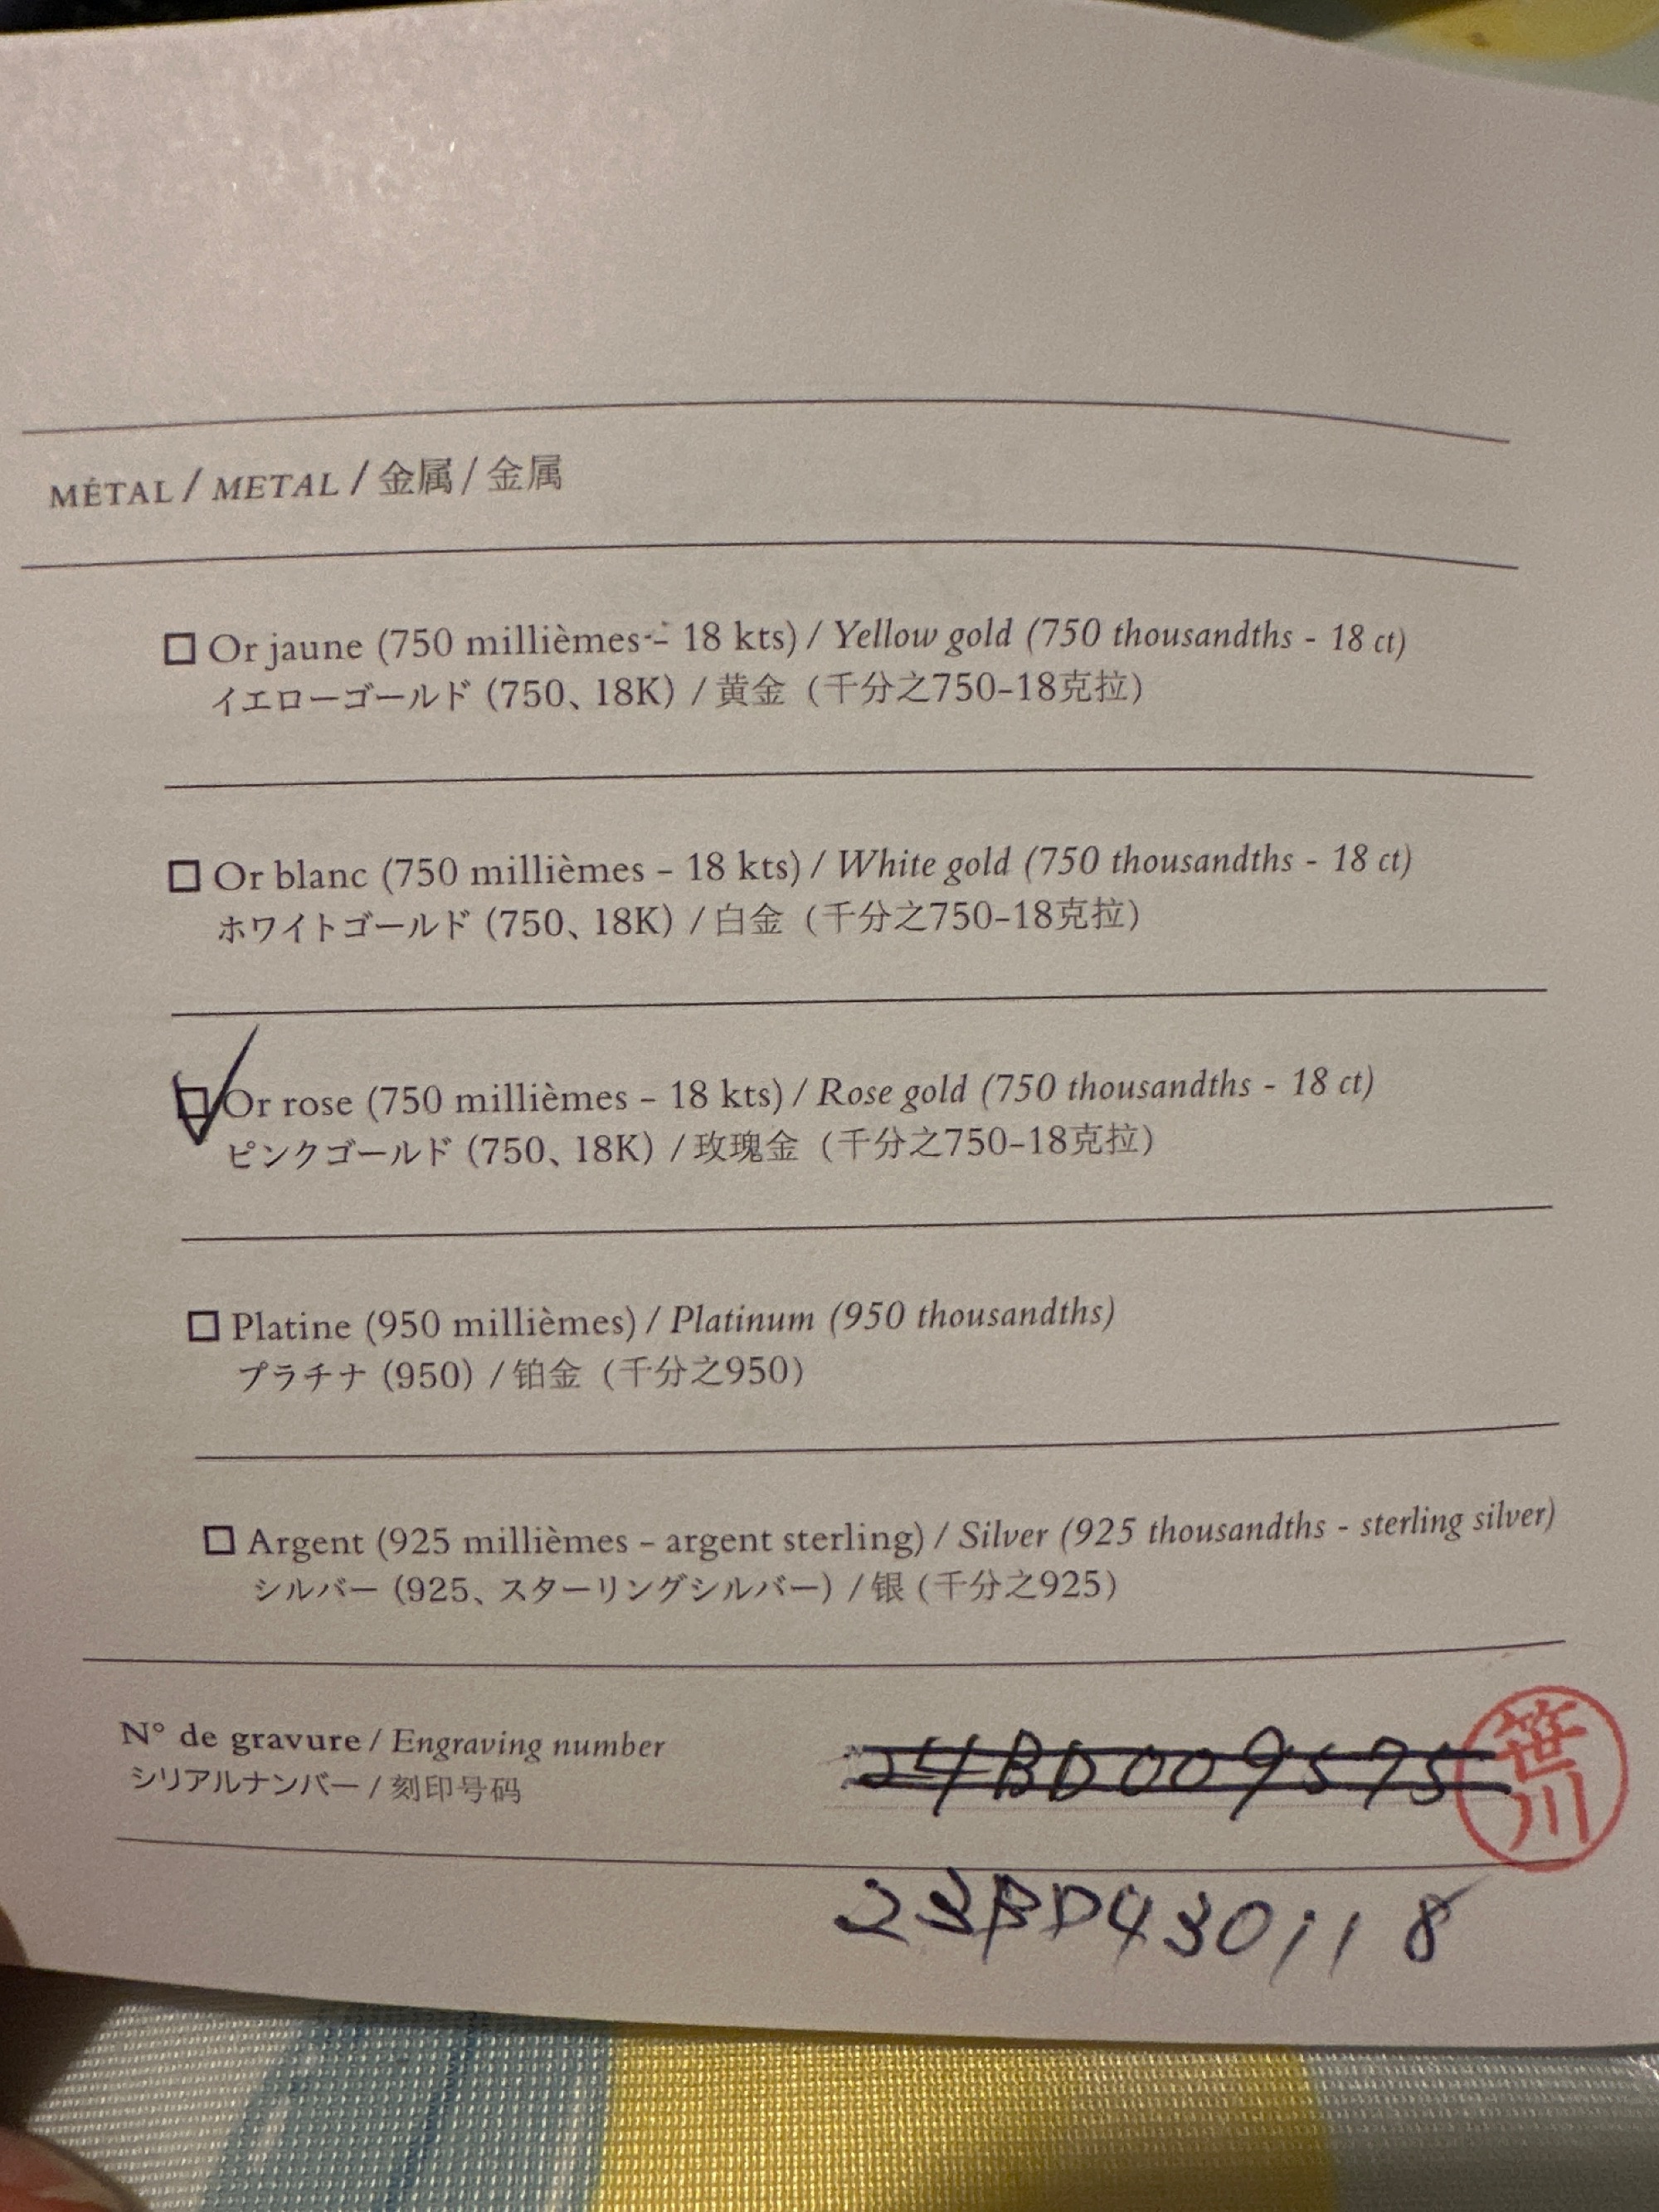 MÉTAL / METAL / 金属 / 金属
Or jaune (750 millièmes – 18 kts) / Yellow gold (750 thousandths - 18 ct)
イエローゴールド (750、18K) / 黄金 (千分之750–18克拉)
Or blanc (750 millièmes – 18 kts) / White gold (750 thousandths - 18 ct)
ホワイトゴールド (750、18K) / 白金 (千分之750–18克拉)
Or rose (750 millièmes – 18 kts) / Rose gold (750 thousandths - 18 ct)
ピンクゴールド (750、18K) / 玫瑰金 (千分之750–18克拉)
Platine (950 millièmes) / Platinum (950 thousandths)
プラチナ (950) / 铂金 (千分之950)
Argent (925 millièmes – argent sterling) / Silver (925 thousandths - sterling silver)
シルバー (925、スターリングシルバー) / 银 (千分之925)
N° de gravure / Engraving number
シリアルナンバー / 刻印号码
24BD009575
笹川
23BD430118